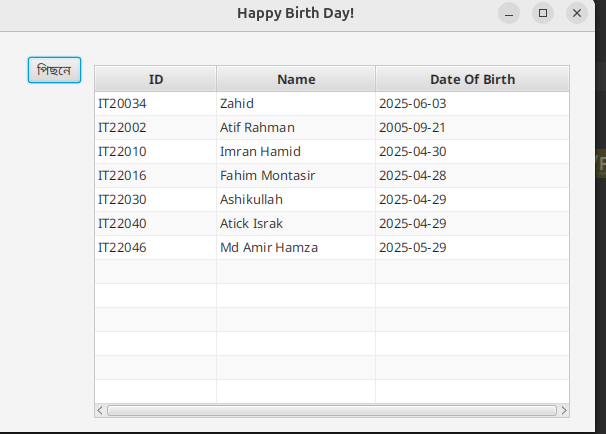 Happy Birth Day!
পিছনে
ID Name Date Of Birth
IT20034 Zahid 2025-06-03
IT22002 Atif Rahman 2005-09-21
IT22010 Imran Hamid 2025-04-30
IT22016 Fahim Montasir 2025-04-28
IT22030 Ashikullah 2025-04-29
IT22040 Atick Israk 2025-04-29
IT22046 Md Amir Hamza 2025-05-29